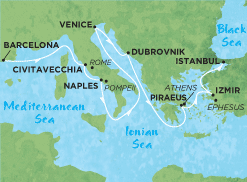 VENICE
Black
Sea
BARCELONA
DUBROVNIK
ISTANBUL
ROME
CIVITAVECCHIA
NAPLES
POMPEII
ATHENS
PIRAEUS
IZMIR
EPHESUS
Mediterranean
Sea
Ionian
Sea